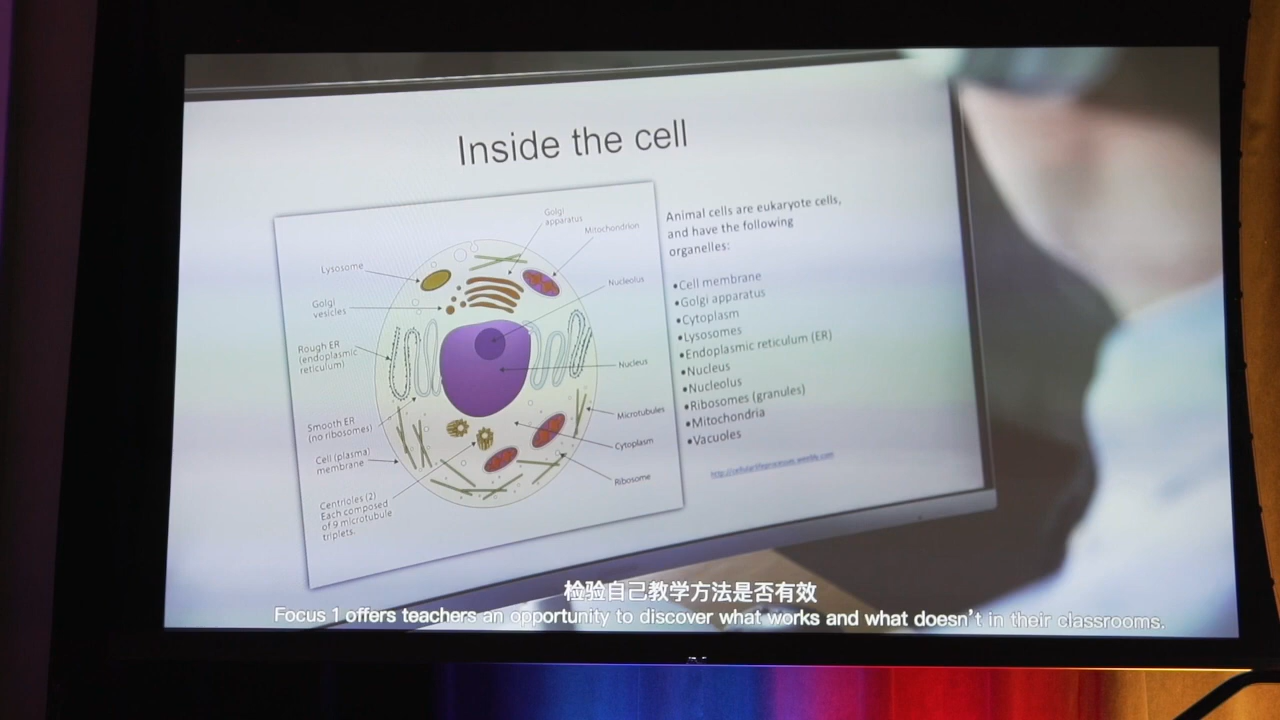 Inside the cell
Golgi
apparatus
Mitochondrion
Lysosome
Nucleolus
Golgi
vesicles
Rough ER
(endoplasmic
reticulum)
Nucleus
Smooth ER
(no ribosomes)
Microtubules
Cell (plasma)
membrane
Cytoplasm
Ribosome
Centrioles (2)
Each composed
of 9 microtubule
triplets.
Animal cells are eukaryote cells,
and have the following
organelles:
•Cell membrane
•Golgi apparatus
•Cytoplasm
•Lysosomes
•Endoplasmic reticulum (ER)
•Nucleus
•Nucleolus
•Ribosomes (granules)
•Mitochondria
•Vacuoles
http://cellularlifeprocesses.weebly.com
检验自己教学方法是否有效
Focus 1 offers teachers an opportunity to discover what works and what doesn't in their classrooms.